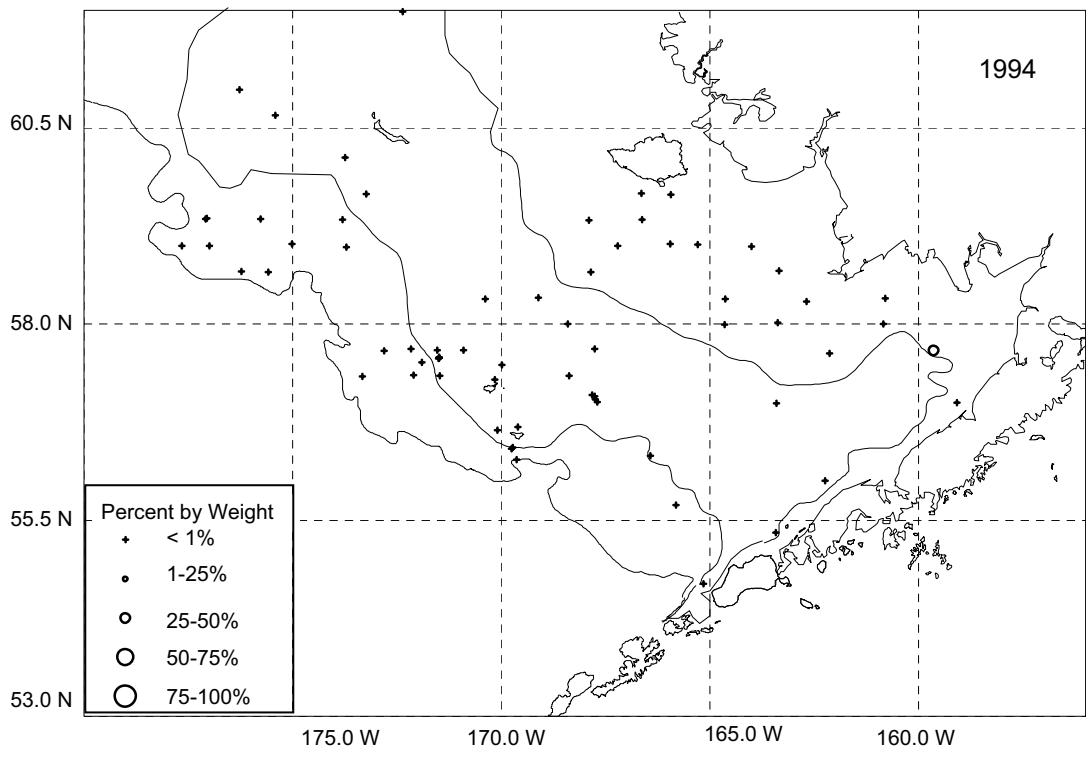 1994
60.5 N
58.0 N
55.5 N
53.0 N
Percent by Weight
< 1%
1-25%
25-50%
50-75%
75-100%
175.0 W
170.0 W
165.0 W
160.0 W